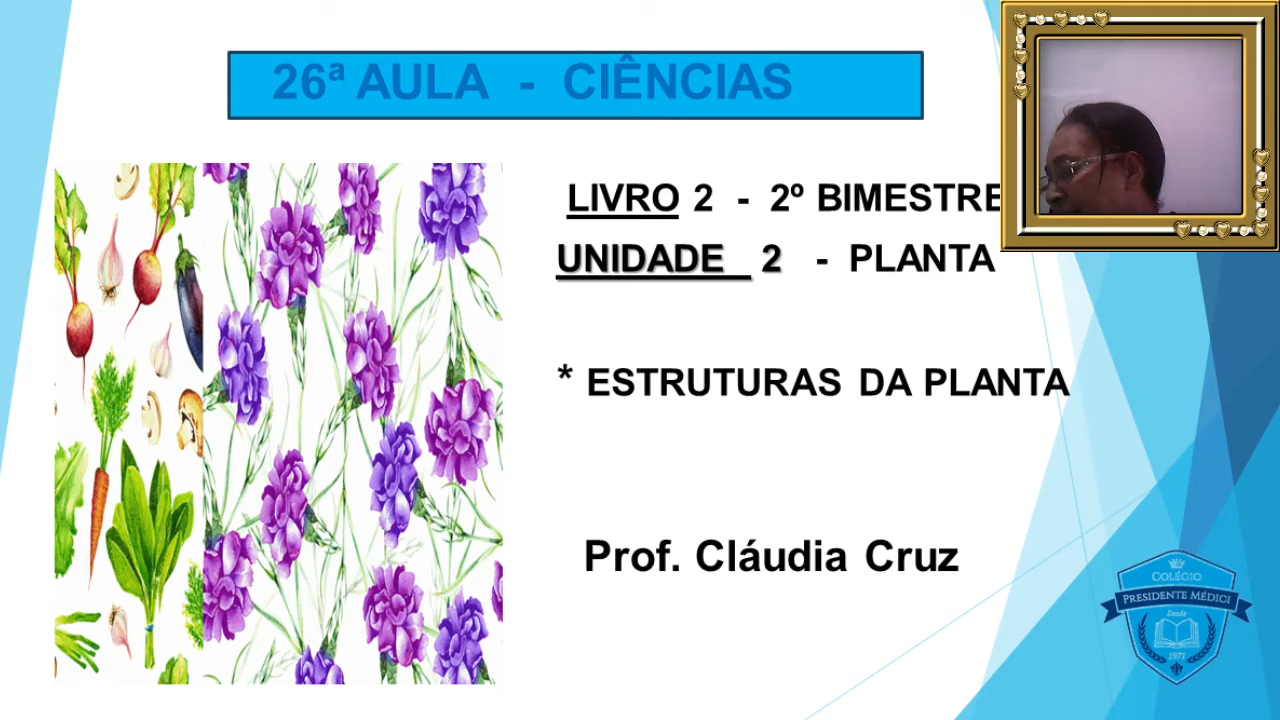 26ª AULA - CIÊNCIAS
LIVRO 2 - 2º BIMESTRE
UNIDADE 2 - PLANTA
* ESTRUTURAS DA PLANTA
Prof. Cláudia Cruz
COLÉGIO
PRESIDENTE MÉDICI
Desde
1971